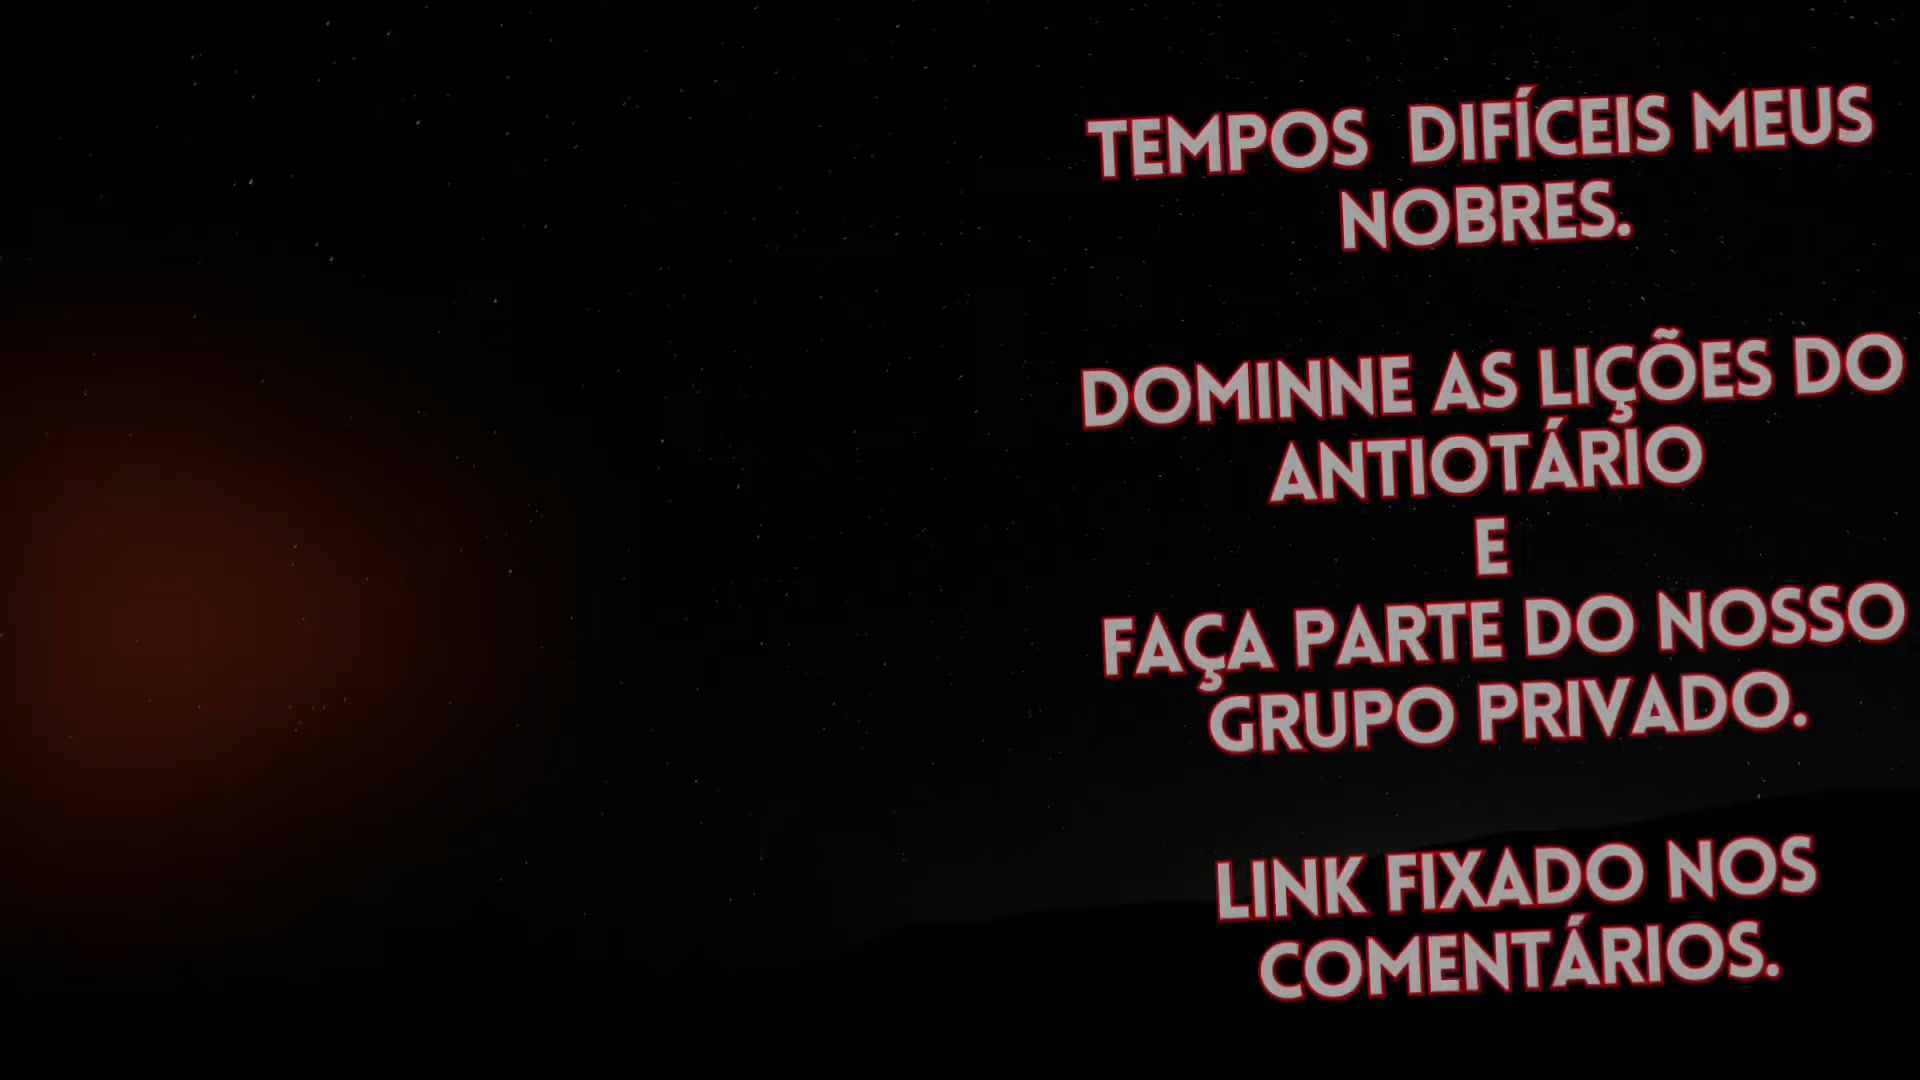 TEMPOS DIFÍCEIS MEUS
NOBRES.
DOMINNE AS LIÇÕES DO
ANTIOTÁRIO
E
FAÇA PARTE DO NOSSO
GRUPO PRIVADO.
LINK FIXADO NOS
COMENTÁRIOS.